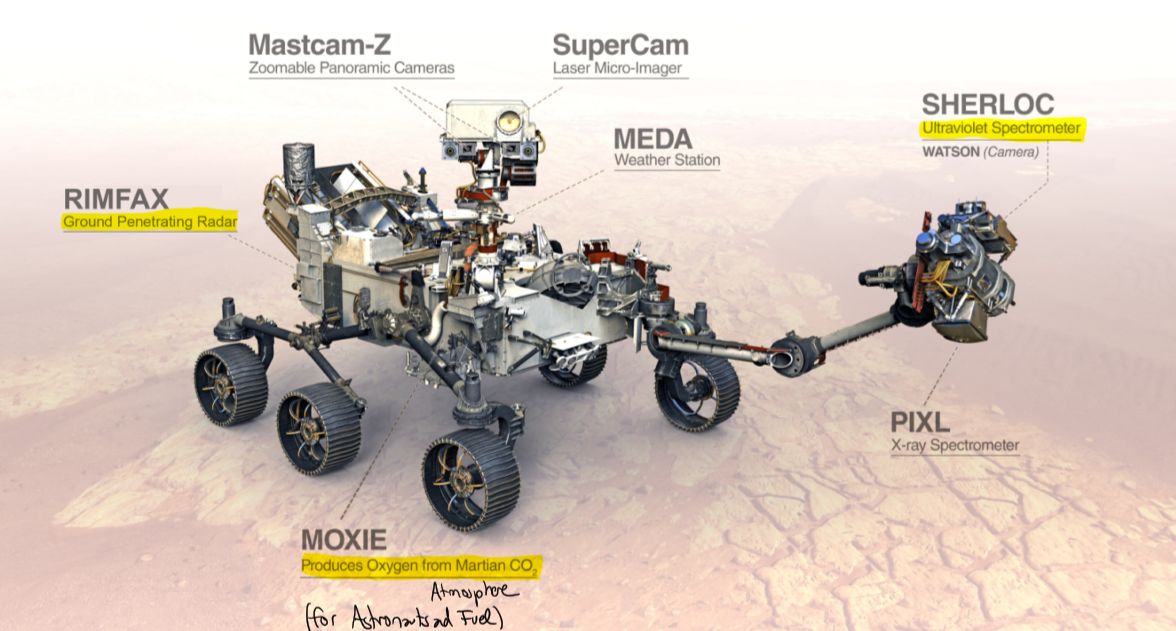 Mastcam-Z
Zoomable Panoramic Cameras
SuperCam
Laser Micro-Imager
SHERLOC
Ultraviolet Spectrometer
WATSON (Camera)
MEDA
Weather Station
RIMFAX
Ground Penetrating Radar
PIXL
X-ray Spectrometer
MOXIE
Produces Oxygen from Martian CO₂
Atmosphere
(for Astronauts ad Fuel)